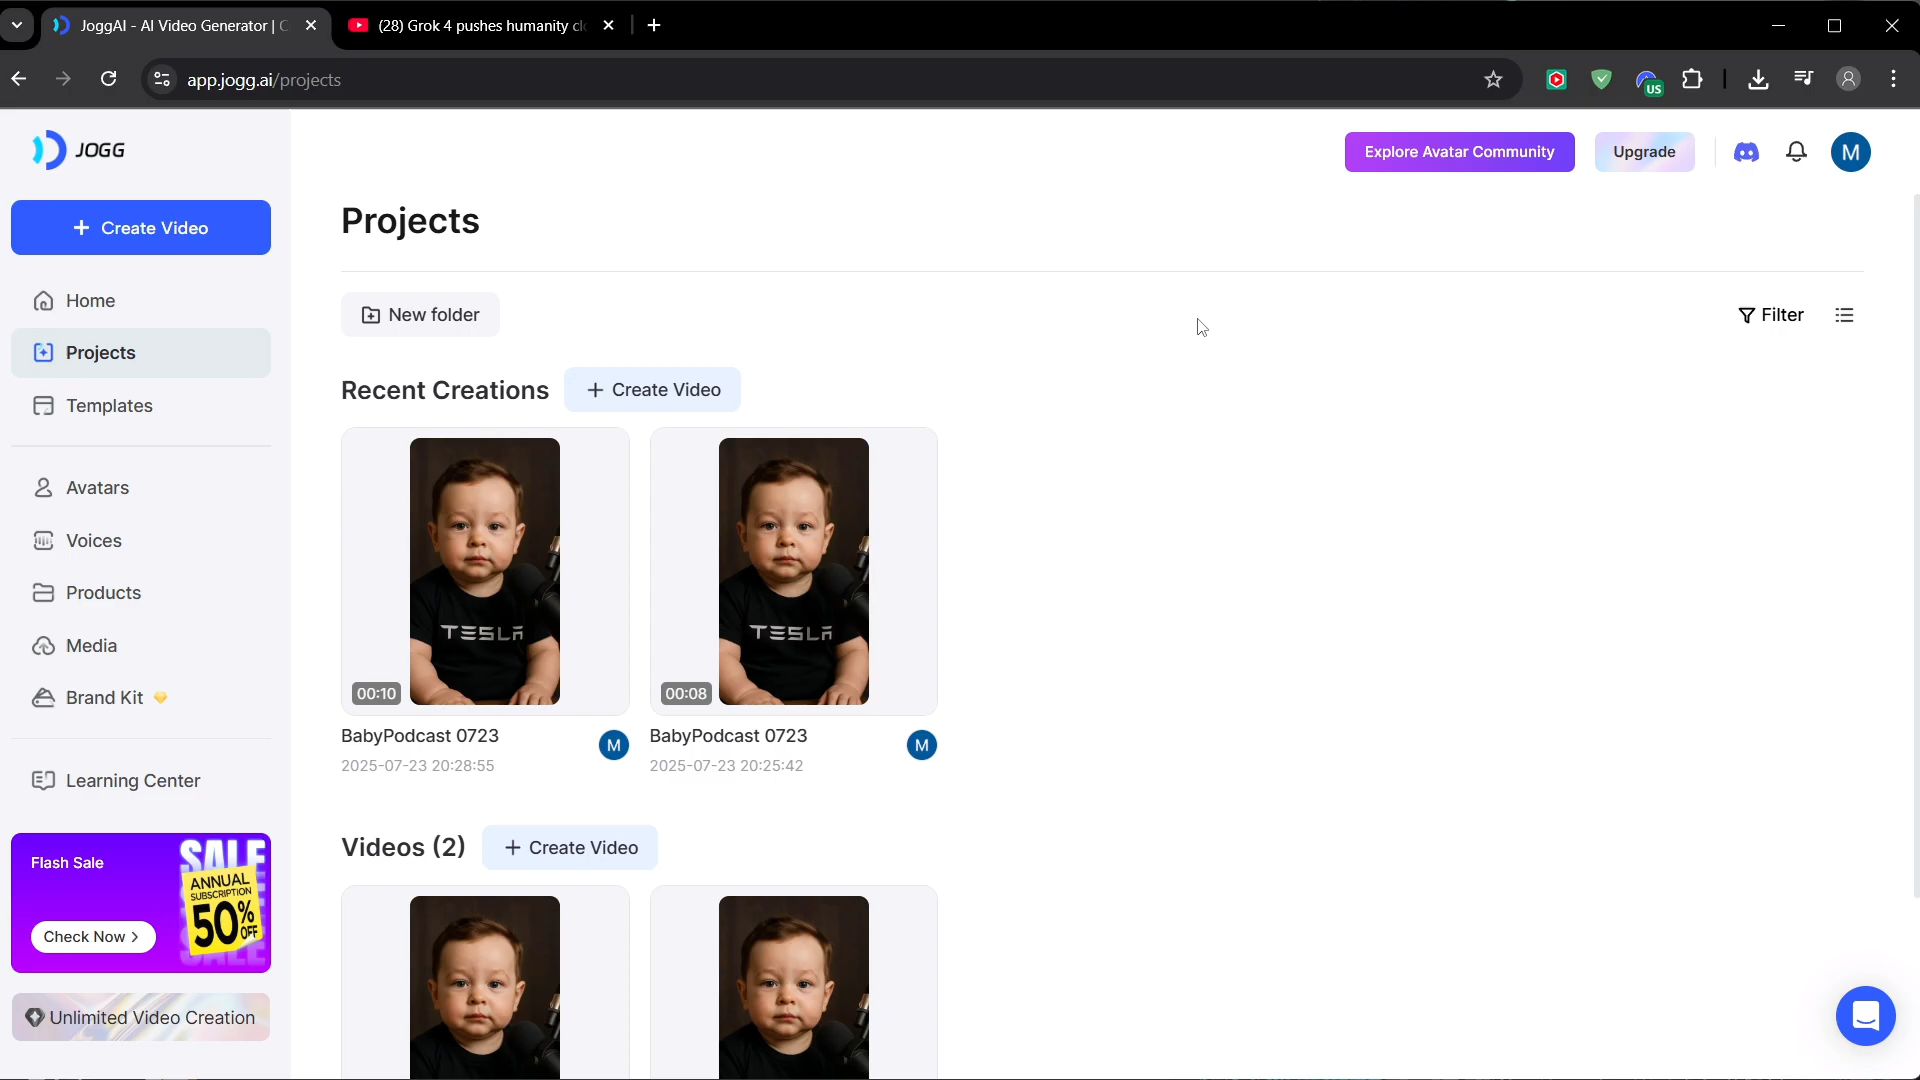 JoggAI - AI Video Generator | C
(28) Grok 4 pushes humanity cl
app.jogg.ai/projects
US
JOGG
Explore Avatar Community
Upgrade
M
+ Create Video
Home
Projects
Templates
Avatars
Voices
Products
Media
Brand Kit
Learning Center
Flash Sale
Check Now >
SALE
ANNUAL
SUBSCRIPTION
50% OFF
SALE
Unlimited Video Creation
Projects
New folder
Filter
Recent Creations
+ Create Video
TESLA
00:10
BabyPodcast 0723
M
2025-07-23 20:28:55
TESLA
00:08
BabyPodcast 0723
M
2025-07-23 20:25:42
Videos (2)
+ Create Video